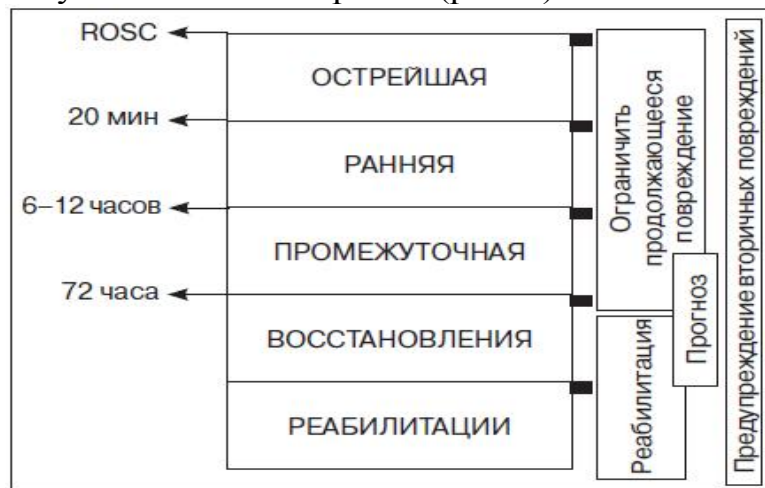 ROSC
ОСТРЕЙШАЯ
20 мин
РАННЯЯ
6–12 часов
ПРОМЕЖУТОЧНАЯ
72 часа
ВОССТАНОВЛЕНИЯ
РЕАБИЛИТАЦИИ
Ограничить
продолжающееся
повреждение
Реабилитация
Прогноз
Предупреждение вторичных повреждений